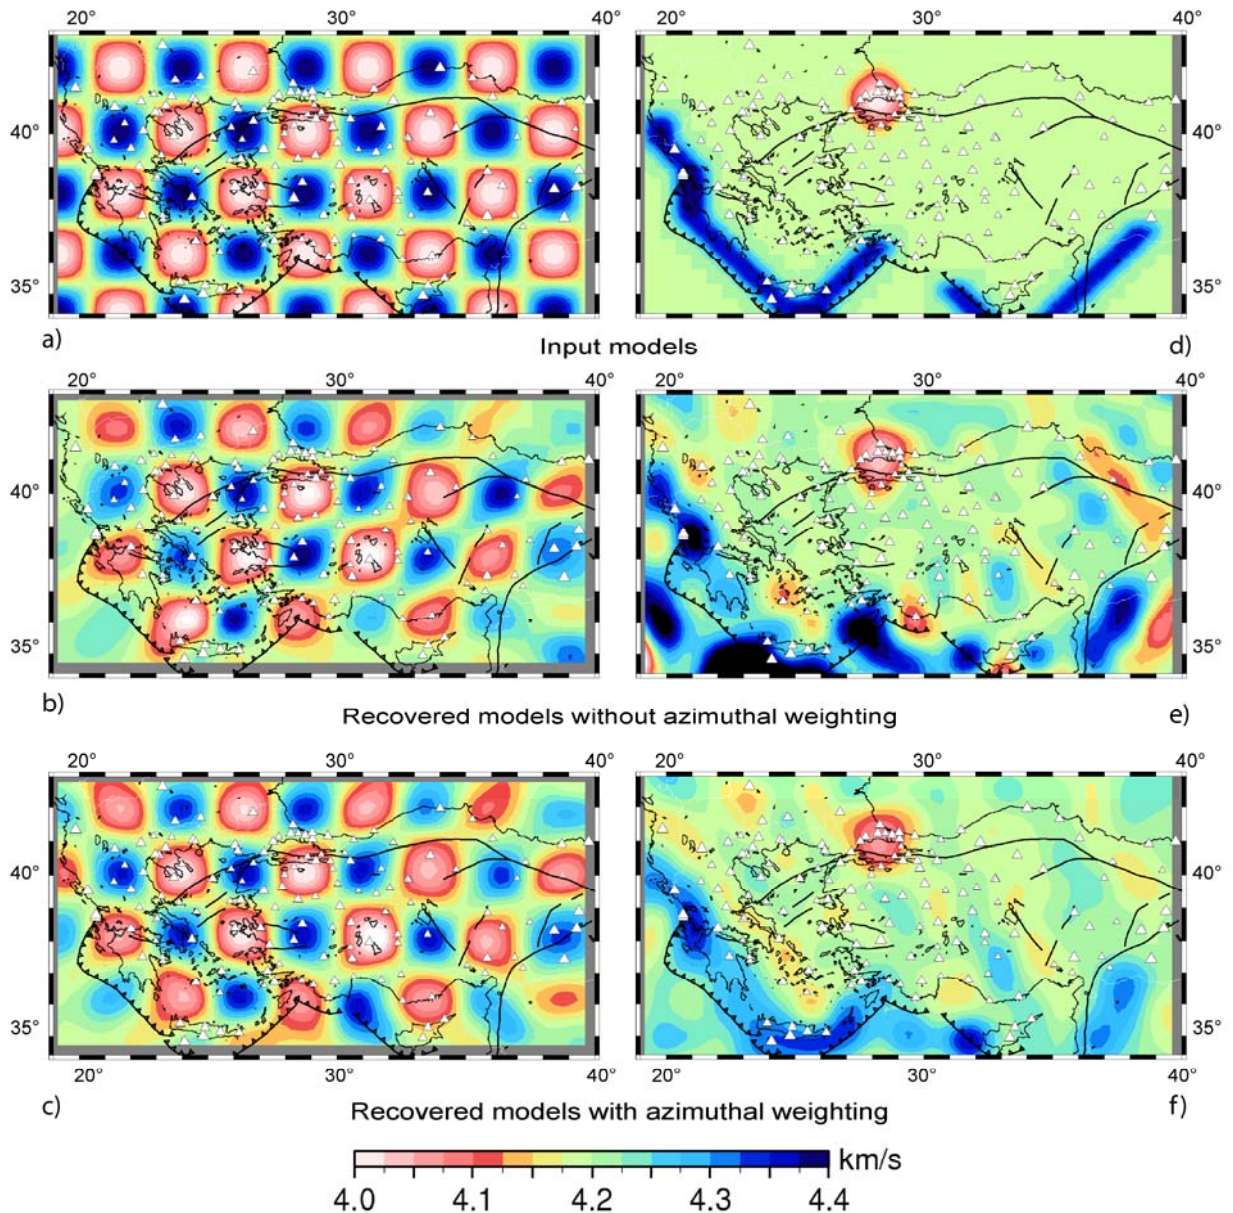 20° 30° 40° 20° 30° 40°
40° 40°
35° 35°
a) Input models d)
20° 30° 40° 20° 30° 40°
40° 40°
35° 35°
b) Recovered models without azimuthal weighting e)
20° 30° 40° 20° 30° 40°
40° 40°
35° 35°
20° 30° 40° 20° 30° 40°
c) Recovered models with azimuthal weighting f)
km/s
4.0 4.1 4.2 4.3 4.4